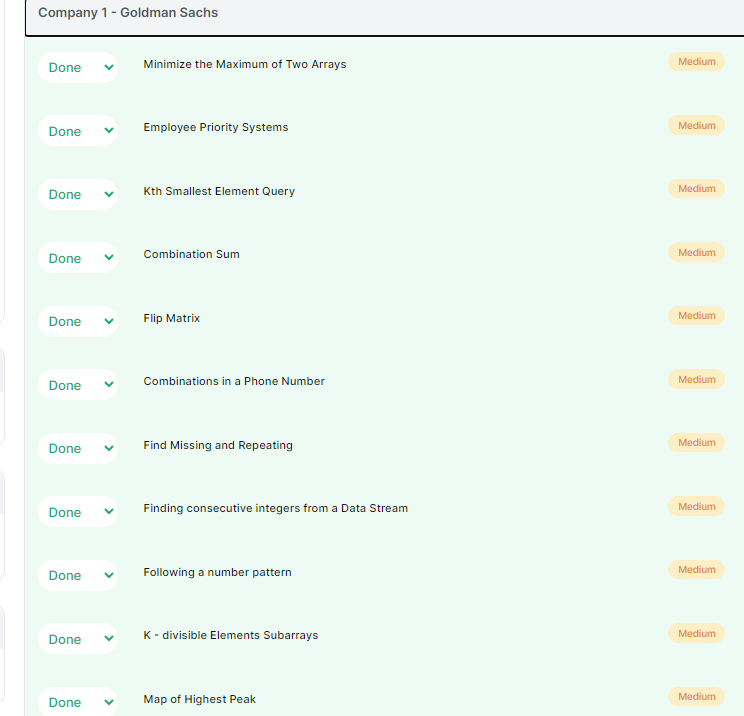 Company 1 - Goldman Sachs
Done Minimize the Maximum of Two Arrays Medium
Done Employee Priority Systems Medium
Done Kth Smallest Element Query Medium
Done Combination Sum Medium
Done Flip Matrix Medium
Done Combinations in a Phone Number Medium
Done Find Missing and Repeating Medium
Done Finding consecutive integers from a Data Stream Medium
Done Following a number pattern Medium
Done K - divisible Elements Subarrays Medium
Done Map of Highest Peak Medium